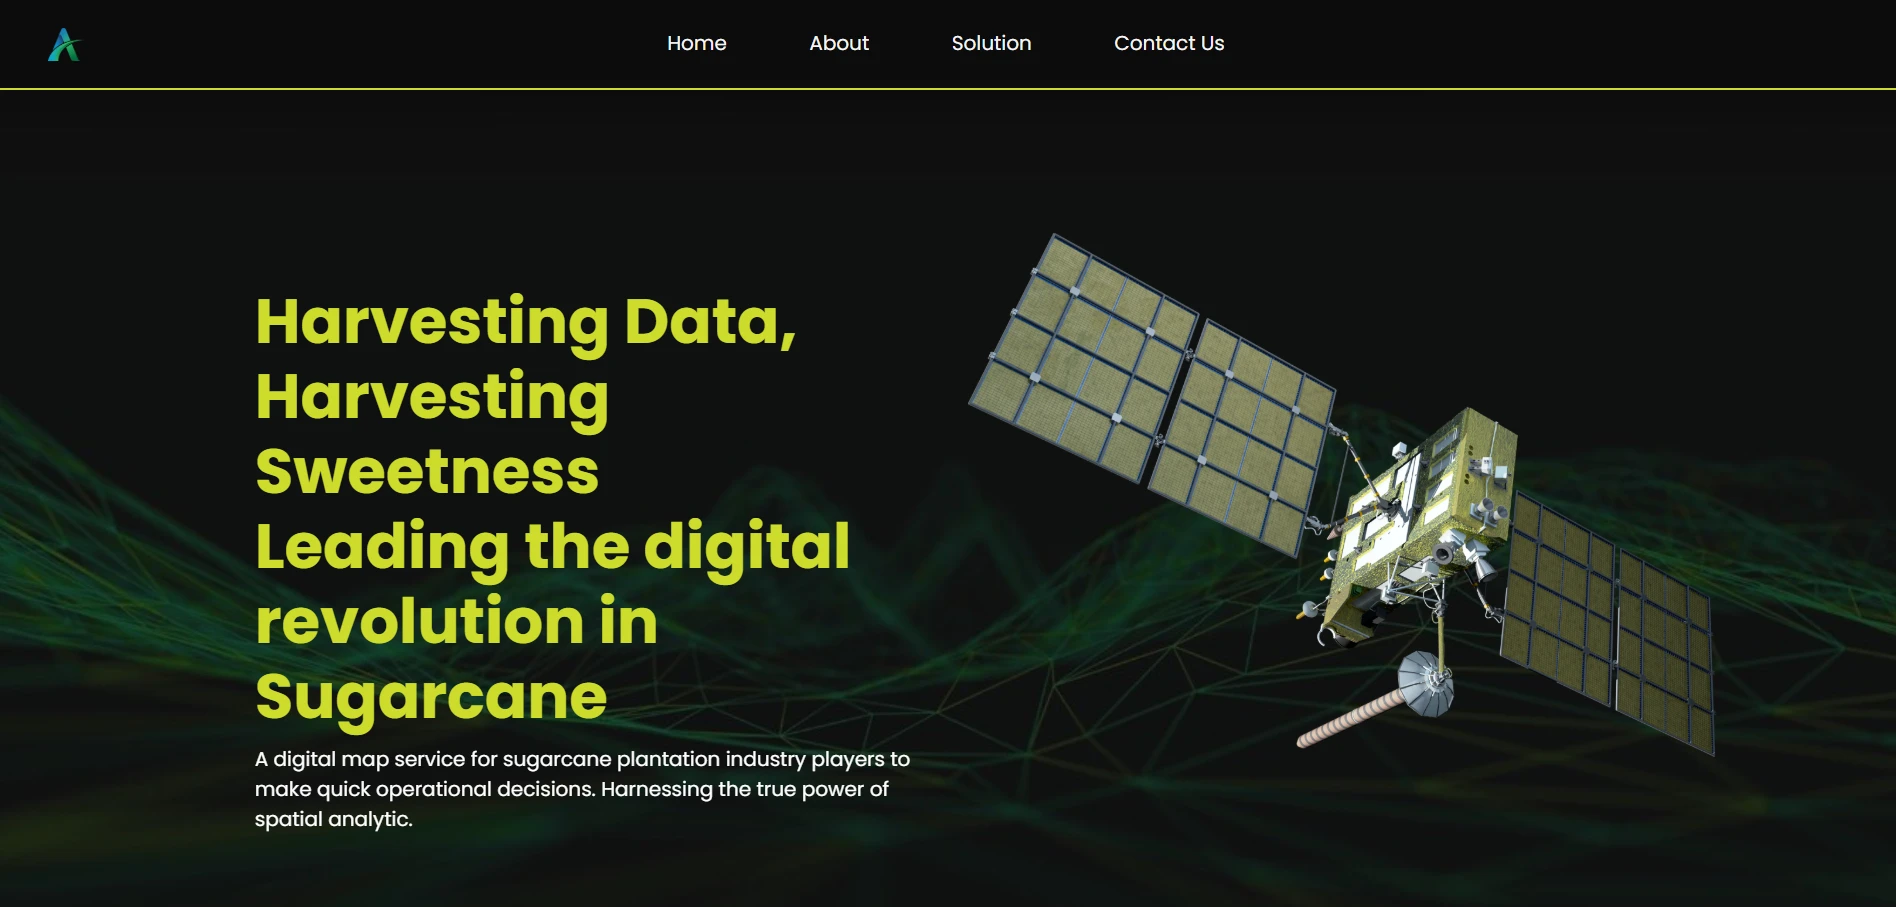 Home
About
Solution
Contact Us
Harvesting Data,
Harvesting
Sweetness
Leading the digital
revolution in
Sugarcane
A digital map service for sugarcane plantation industry players to
make quick operational decisions. Harnessing the true power of
spatial analytic.